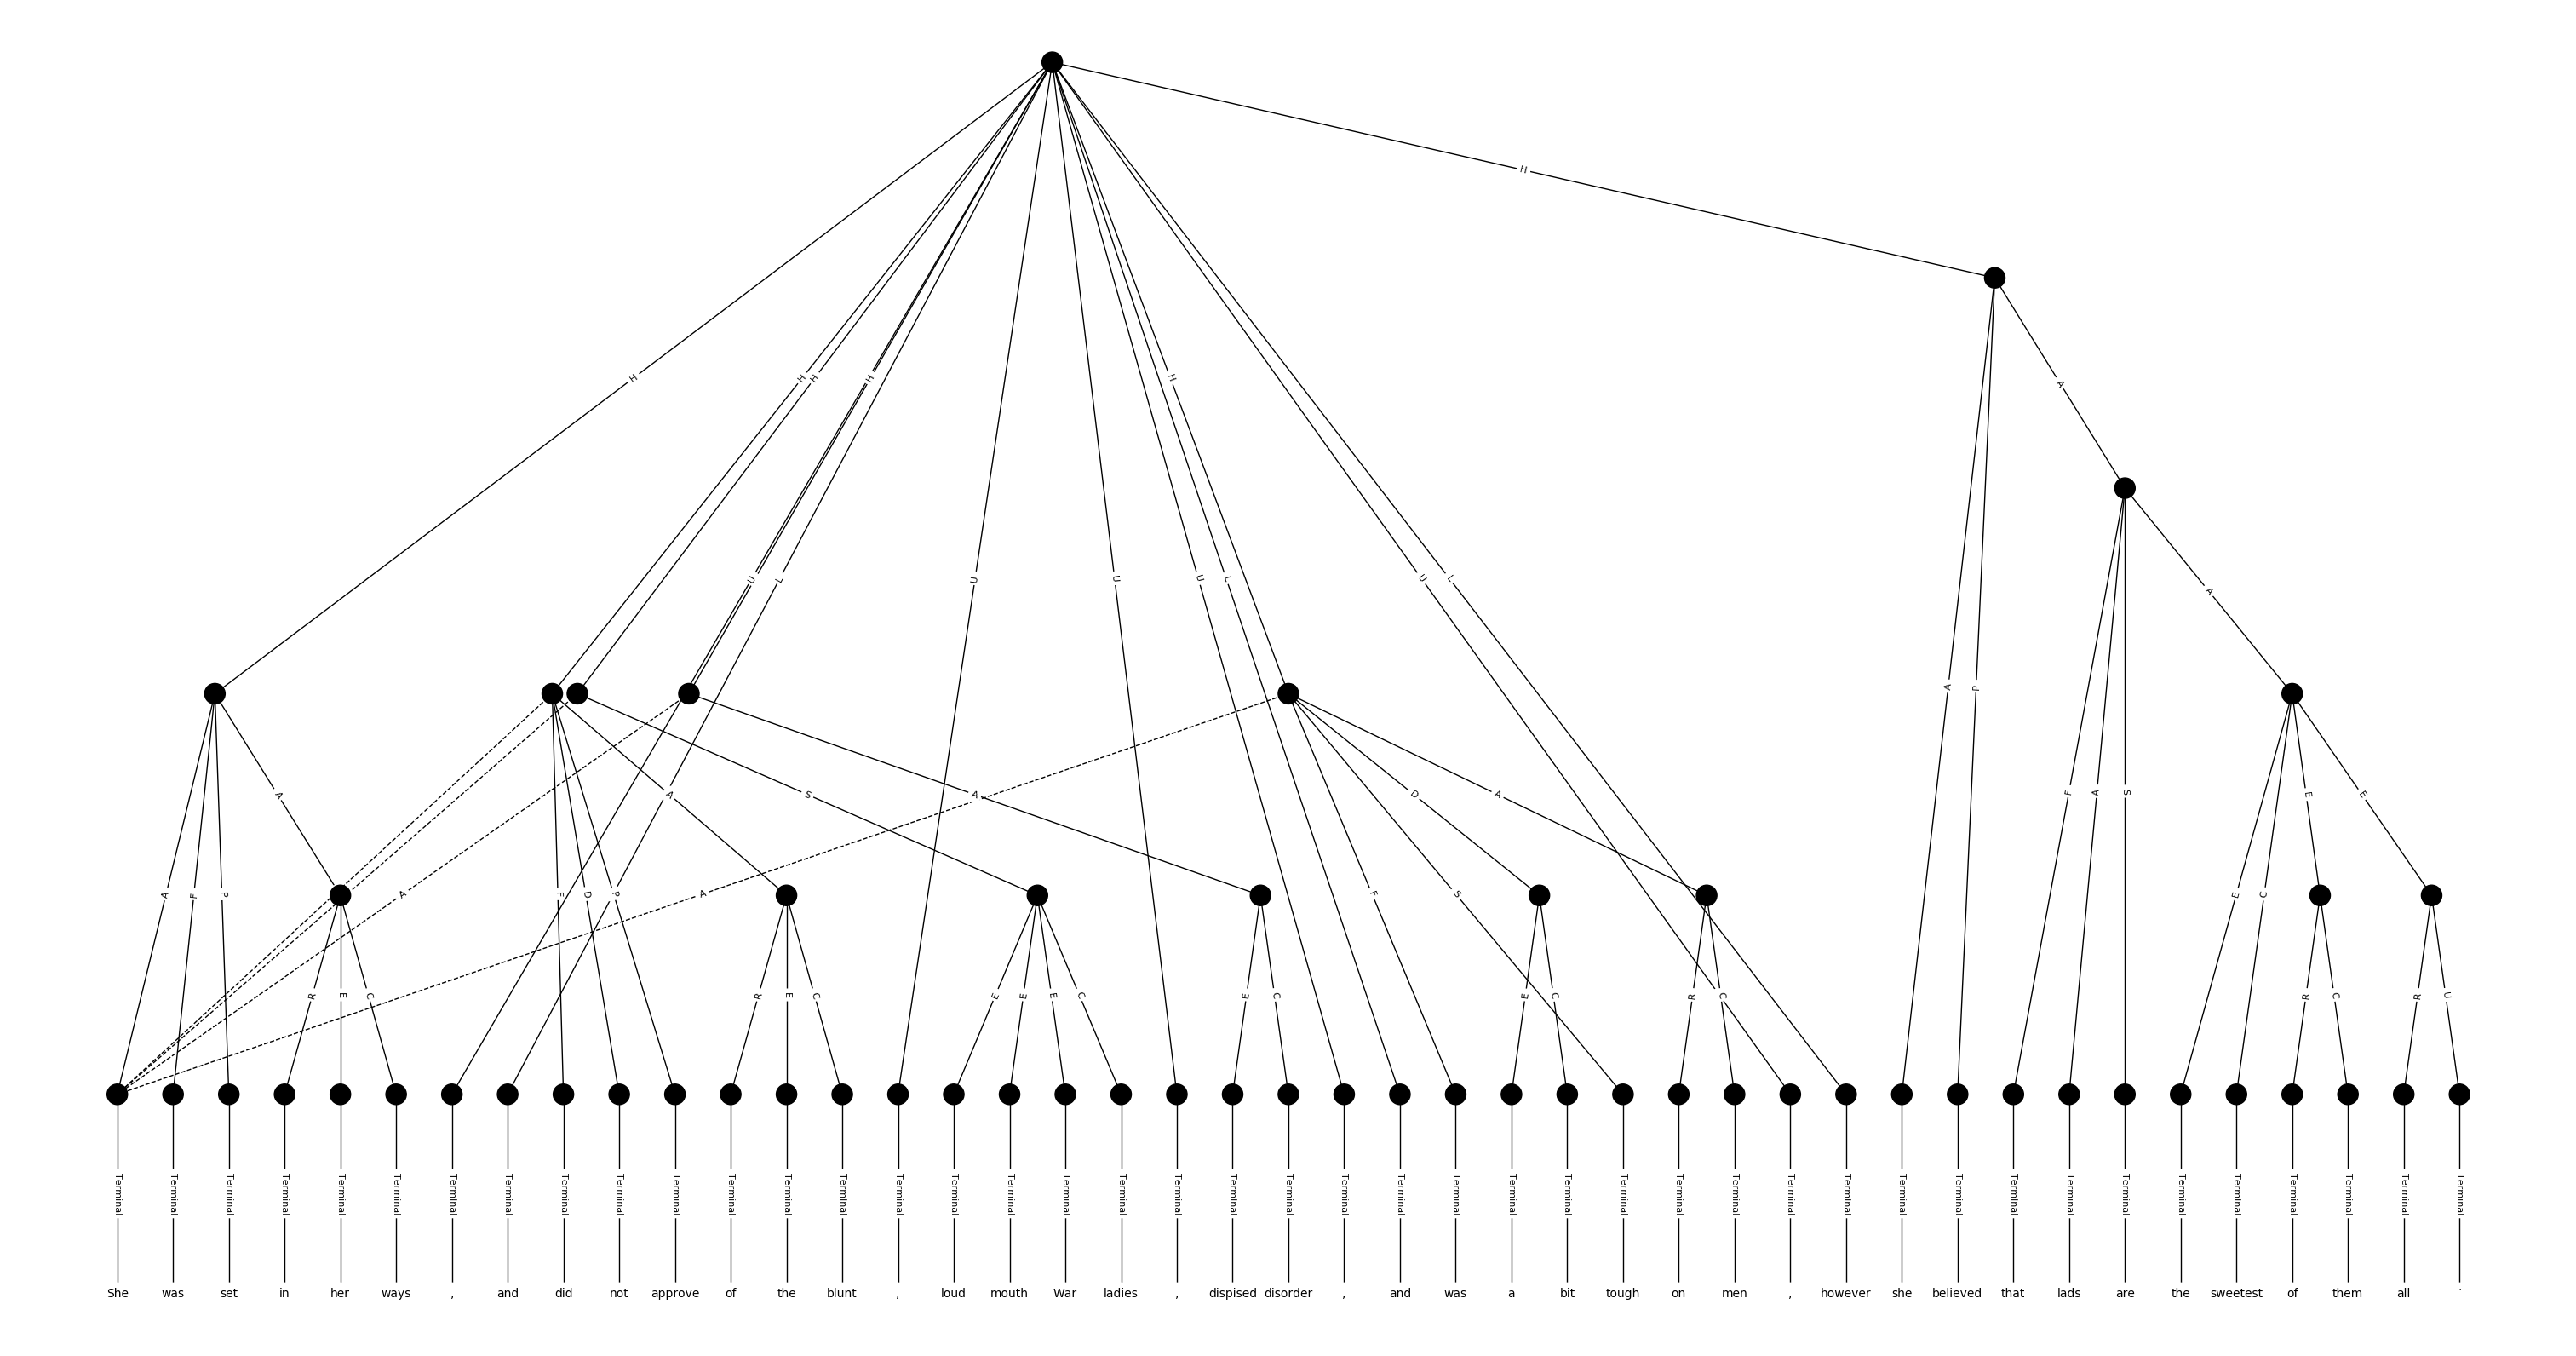 H
H H H H
U L U U U L U L
A
A
A P
A S A D A
F A S E E
A F P A F D P A F S E C
R E C R E C E E E C E C E C R C R C R U
Terminal Terminal Terminal Terminal Terminal Terminal Terminal Terminal Terminal Terminal Terminal Terminal Terminal Terminal Terminal Terminal Terminal Terminal Terminal Terminal Terminal Terminal Terminal Terminal Terminal Terminal Terminal Terminal Terminal Terminal Terminal Terminal Terminal Terminal Terminal Terminal Terminal Terminal Terminal Terminal Terminal Terminal Terminal
She was set in her ways , and did not approve of the blunt , loud mouth War ladies , dispised disorder , and was a bit tough on men , however she believed that lads are the sweetest of them all .